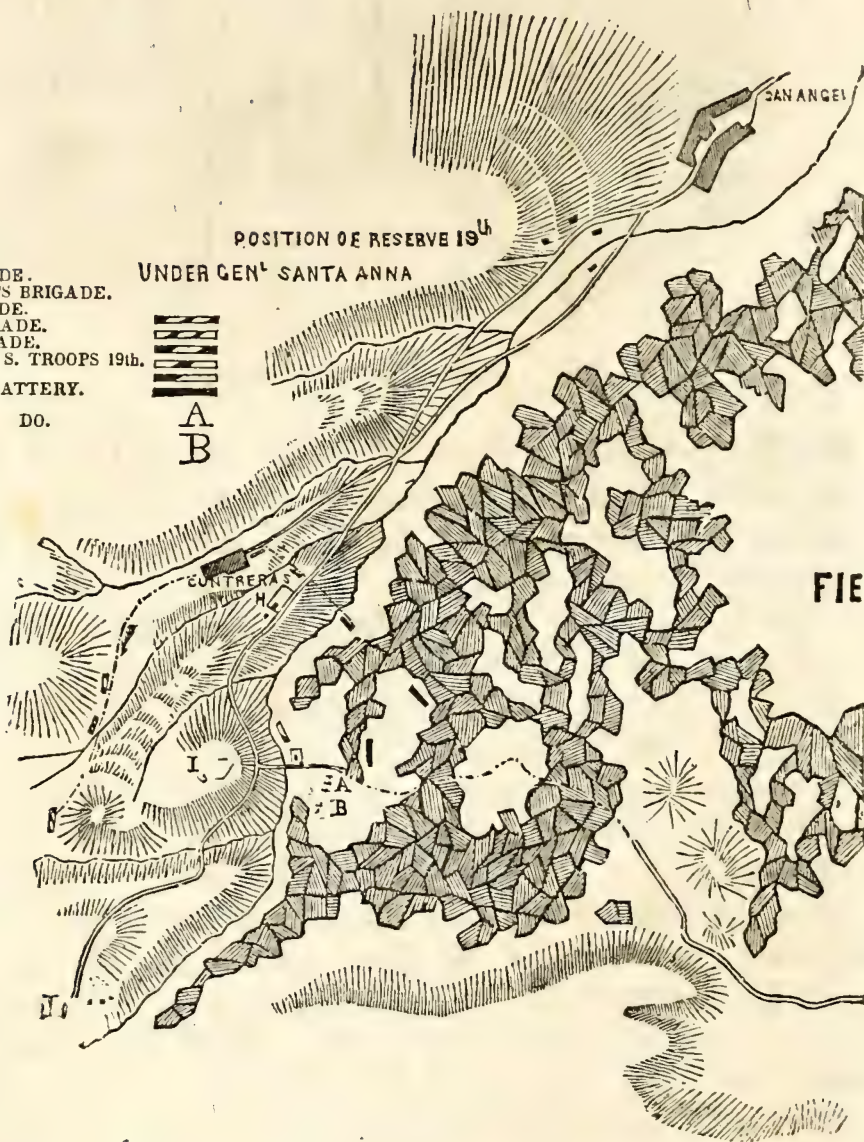 SAN ANGEL
POSITION OF RESERVE 19th
UNDER GENL SANTA ANNA
DE.
'S BRIGADE.
DE.
ADE.
ADE.
S. TROOPS 19th.
ATTERY.
DO.
A
B
CONTRERAS
H
FIE
I
A
B